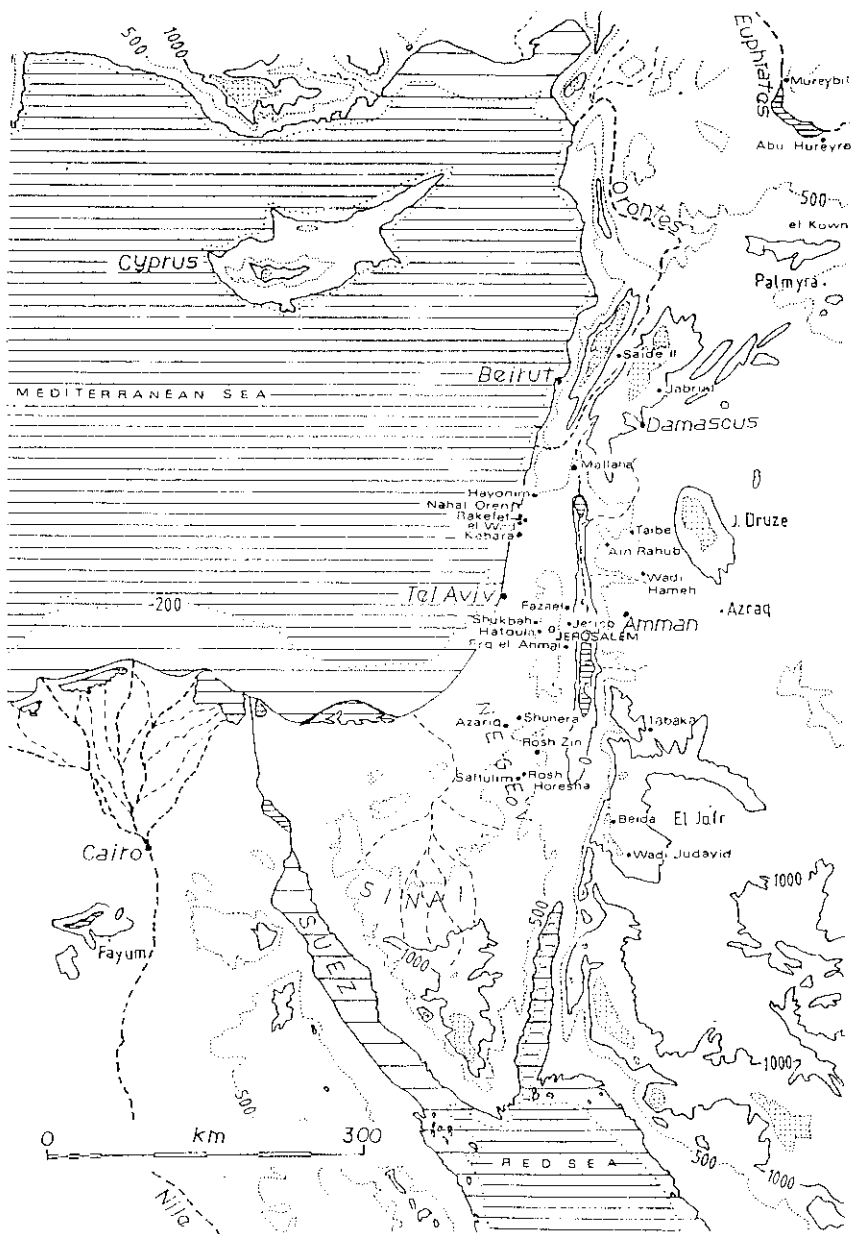 500
1000
Euphrates
Mureybit
Abu Hureyra
Orontes
500
el Kown
Cyprus
Palmyra
Saide II
Beirut
Jabrud
MEDITERRANEAN SEA
Damascus
Mallaha
Hayonim
Nahal Oren
Rakefet
J. Druze
el Wad
Taibe
Kebara
Ain Rahub
Wadi
Hameh
Tel Aviv
-200
Fazael
Azraq
Shukbah
Jericho
Amman
Hatoula
JERUSALEM
Erq el Ahmar
Azariq
Shunera
Tabaka
NEGEV
Rosh Zin
Saflulim
Rosh
Horesha
Beida
El Jafr
Cairo
Wadi Judayid
SINAI
1000
500
SUEZ
Fayum
1000
1000
500
0 km 300
RED SEA
500
1000
Nile